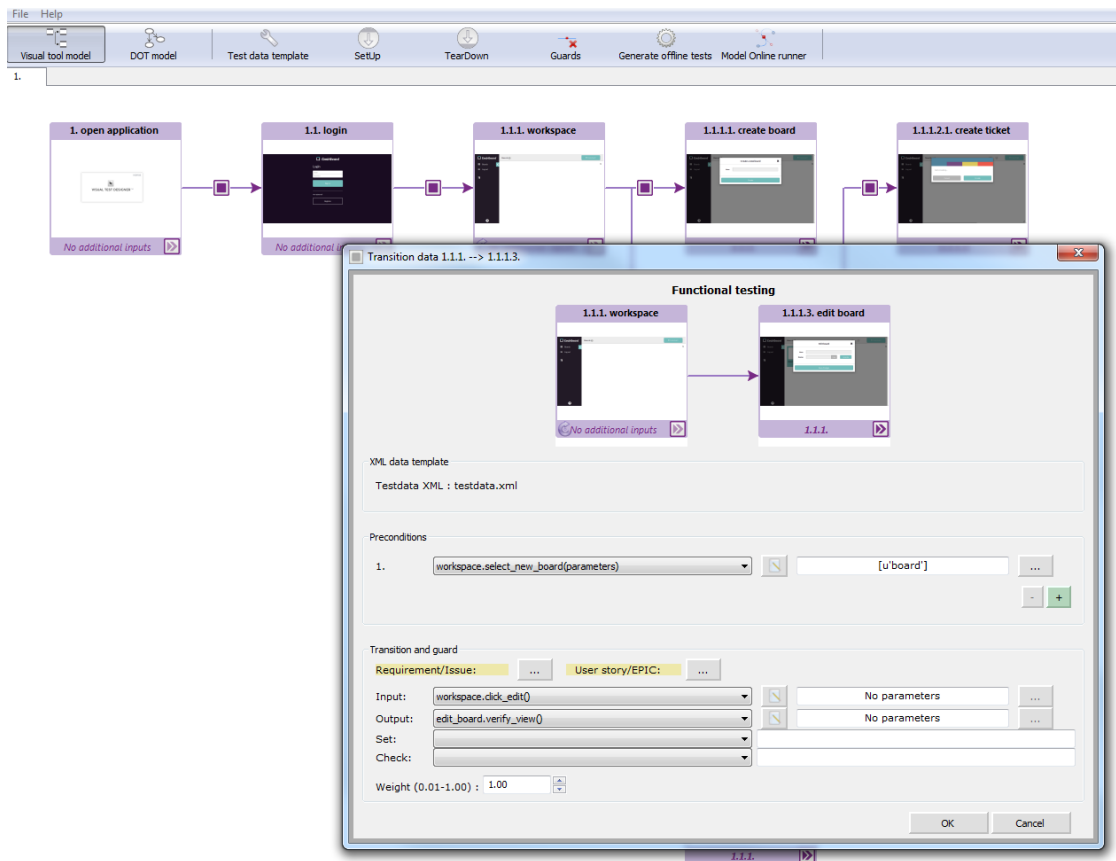 File Help
Visual tool model DOT model Test data template SetUp TearDown Guards Generate offline tests Model Online runner
1.
1. open application 1.1. login 1.1.1. workspace 1.1.1.1. create board 1.1.1.2.1. create ticket
VISUAL TEST DESIGNER
No additional inputs No additional
Transition data 1.1.1. --> 1.1.1.3.
Functional testing
1.1.1. workspace 1.1.1.3. edit board
No additional inputs 1.1.1.
XML data template
Testdata XML : testdata.xml
Preconditions
1. workspace.select_new_board(parameters) [u'board'] ...
- +
Transition and guard
Requirement/Issue: ... User story/EPIC: ...
Input: workspace.click_edit() No parameters ...
Output: edit_board.verify_view() No parameters ...
Set:
Check:
Weight (0.01-1.00) : 1.00
OK Cancel
1.1.1.